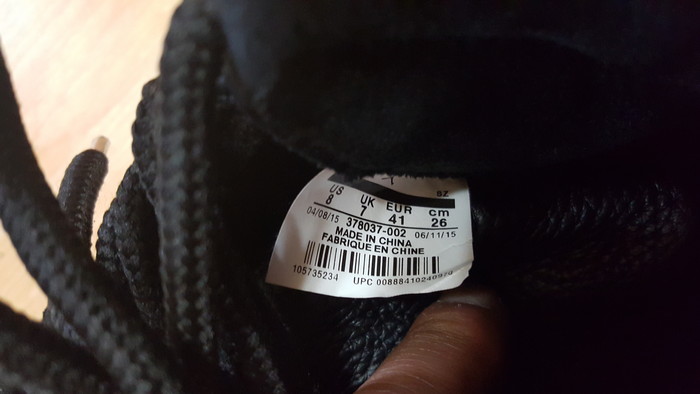 SZ
US UK EUR cm
8 7 41 26
04/08/15 378037-002 06/11/15
MADE IN CHINA
FABRIQUE EN CHINE
105735234 UPC